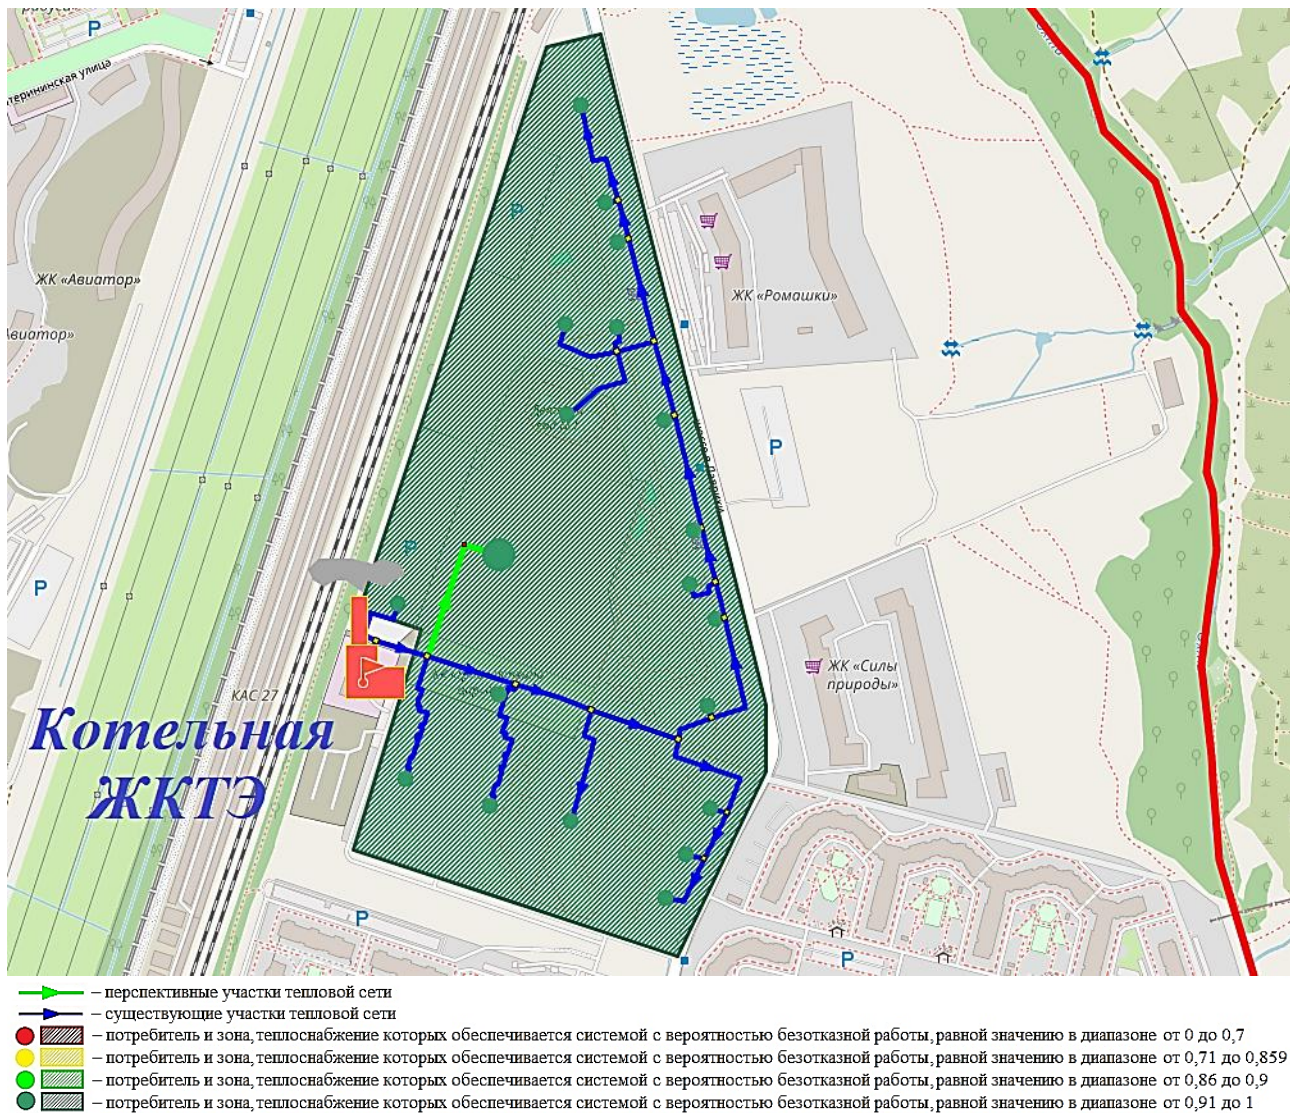 P
ЖК «Авиатор»
Авиатор»
P
ЖК «Ромашки»
P
P
P
P
ЖК «Силы
природы»
КАС 27
Котельная
ЖКТЭ
P
P
– перспективные участки тепловой сети
– существующие участки тепловой сети
– потребитель и зона, теплоснабжение которых обеспечивается системой с вероятностью безотказной работы, равной значению в диапазоне от 0 до 0,7
– потребитель и зона, теплоснабжение которых обеспечивается системой с вероятностью безотказной работы, равной значению в диапазоне от 0,71 до 0,859
– потребитель и зона, теплоснабжение которых обеспечивается системой с вероятностью безотказной работы, равной значению в диапазоне от 0,86 до 0,9
– потребитель и зона, теплоснабжение которых обеспечивается системой с вероятностью безотказной работы, равной значению в диапазоне от 0,91 до 1